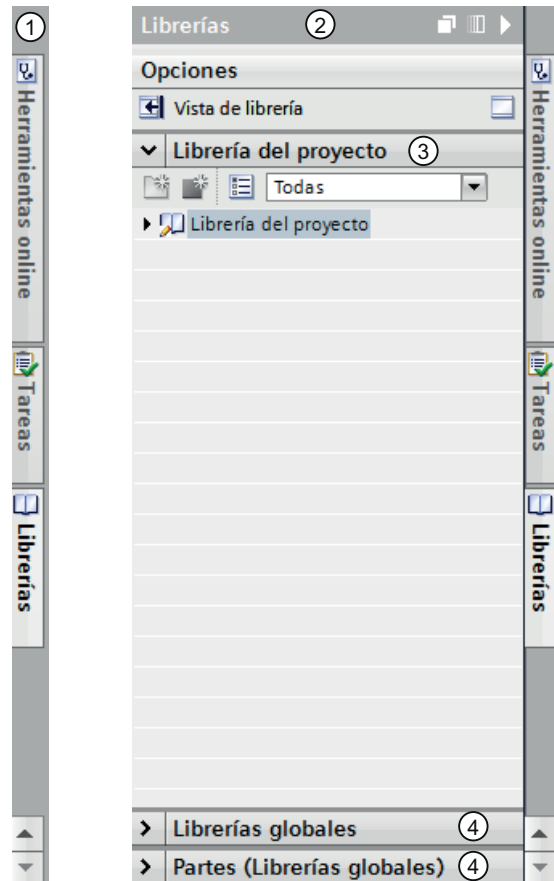 ①
Herramientas online
Tareas
Librerías
Librerías ②
Opciones
Vista de librería
Librería del proyecto ③
Todas
Librería del proyecto
Librerías globales ④
Partes (Librerías globales) ④
Herramientas online
Tareas
Librerías